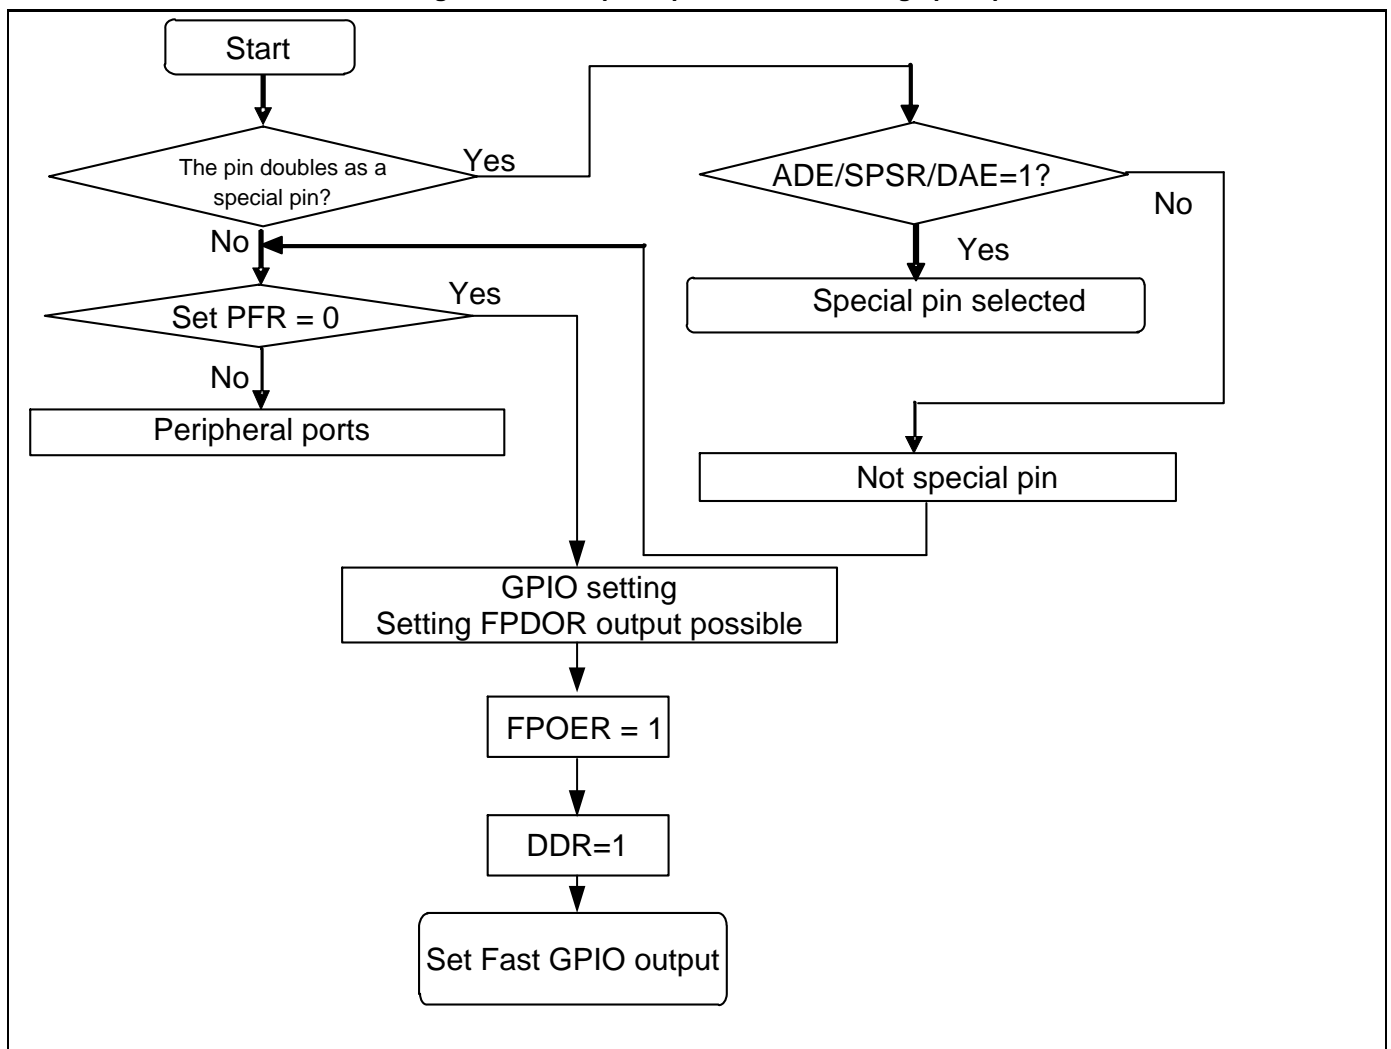 Start
The pin doubles as a
special pin?
Yes
ADE/SPSR/DAE=1?
No
No
Yes
Special pin selected
Set PFR = 0
Yes
No
Peripheral ports
Not special pin
GPIO setting
Setting FPDOR output possible
FPOER = 1
DDR=1
Set Fast GPIO output